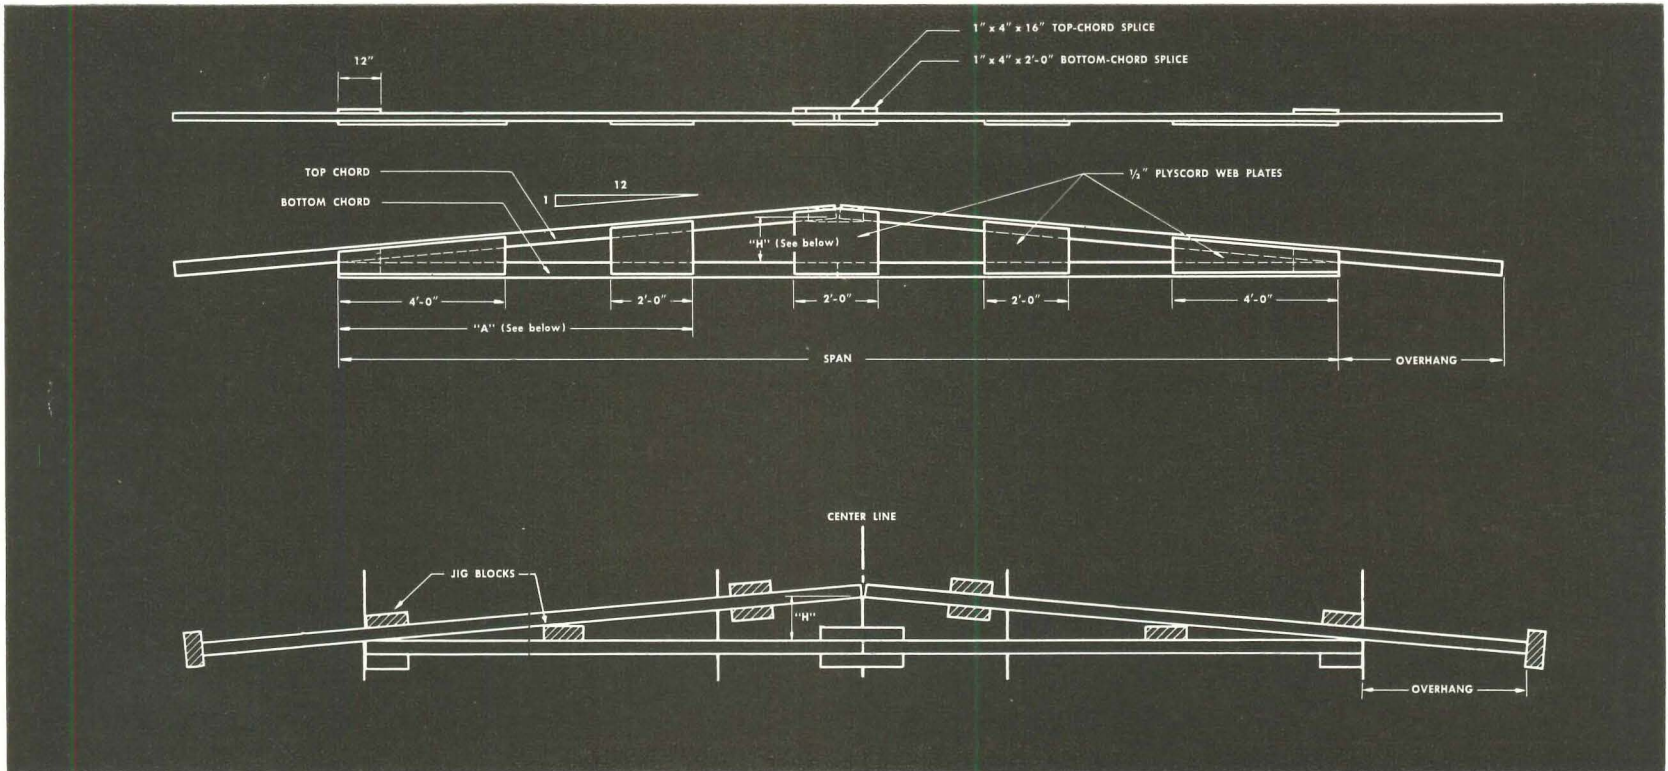 1" x 4" x 16" TOP-CHORD SPLICE
1" x 4" x 2'-0" BOTTOM-CHORD SPLICE
12"
TOP CHORD
BOTTOM CHORD
12
1
½" PLYSCORD WEB PLATES
"H" (See below)
4'-0"
2'-0"
2'-0"
2'-0"
4'-0"
"A" (See below)
SPAN
OVERHANG
CENTER LINE
JIG BLOCKS
"H"
OVERHANG